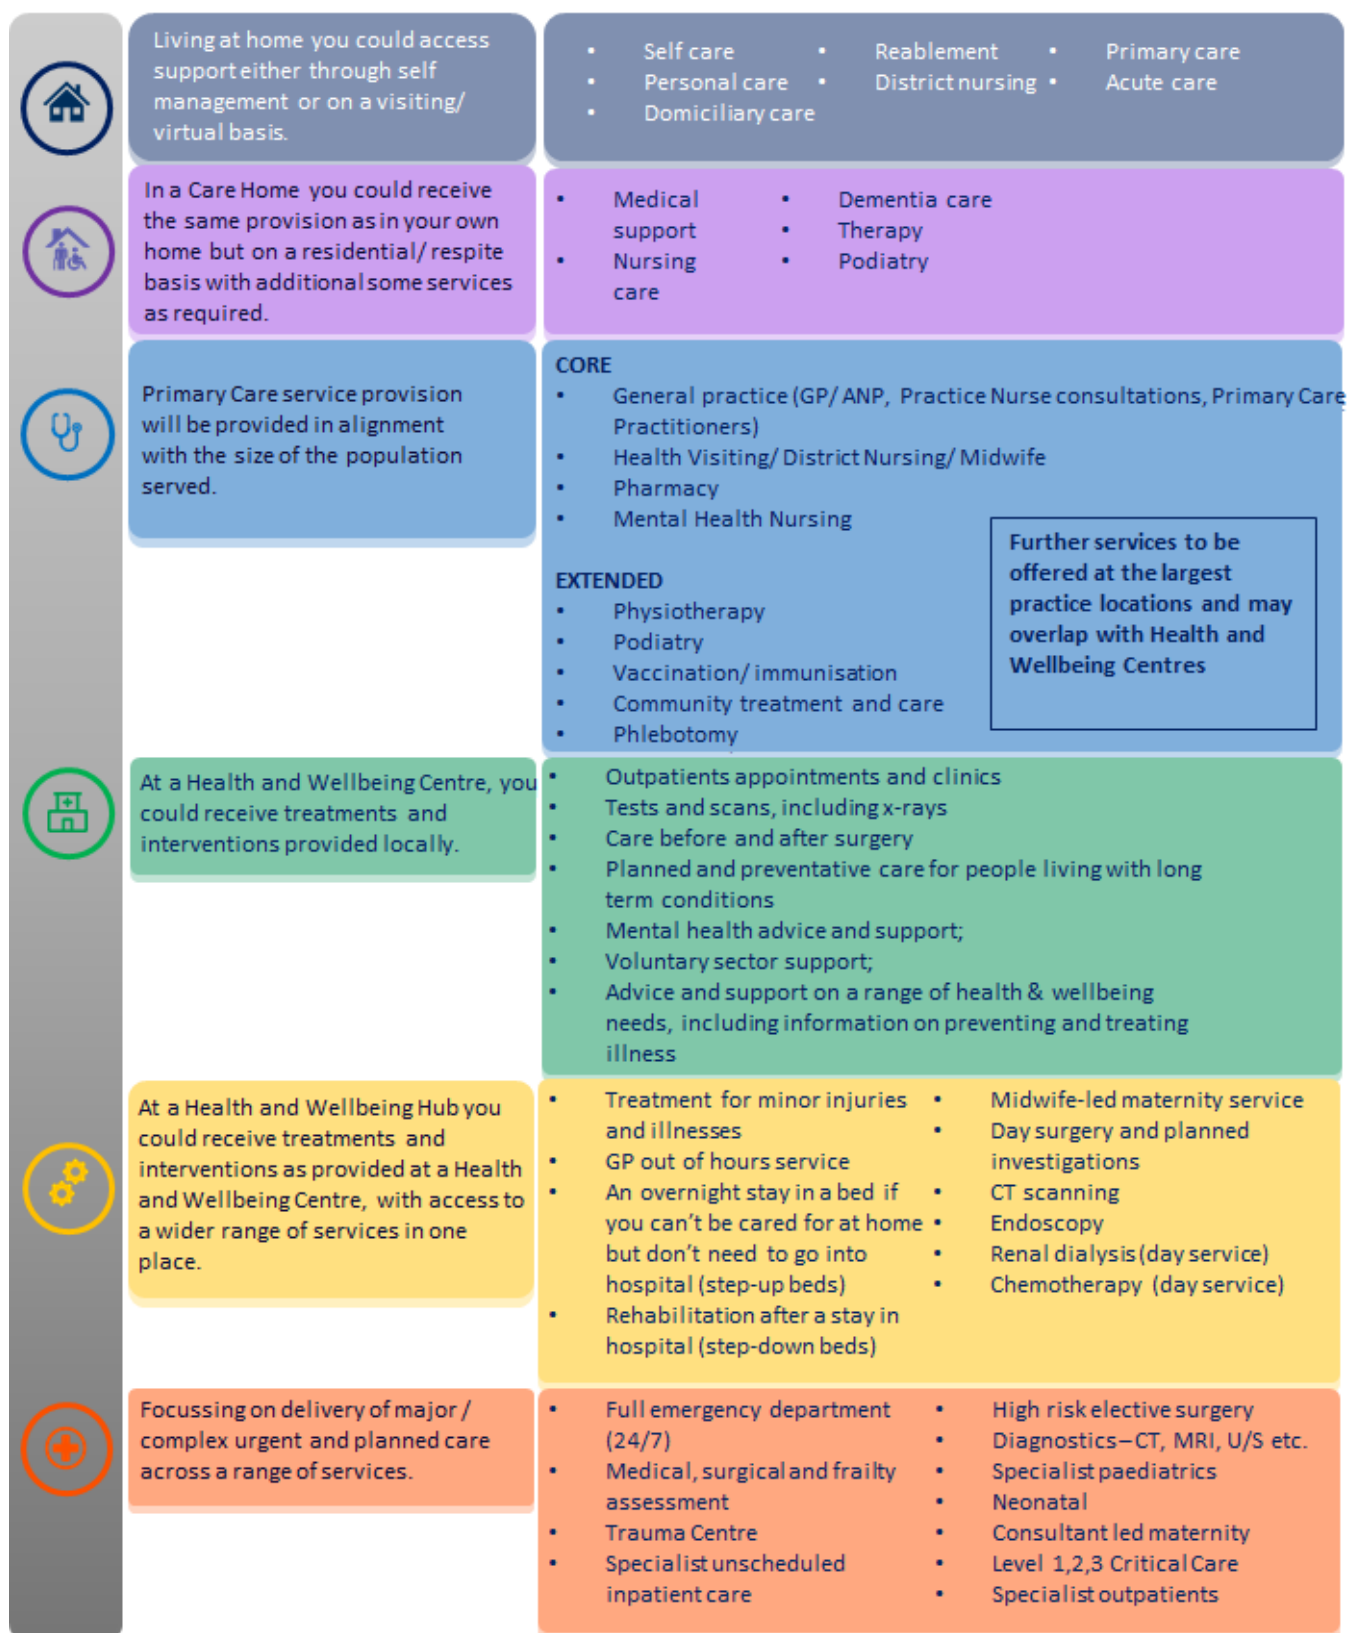 Living at home you could access
support either through self
management or on a visiting/
virtual basis.
• Self care
• Personal care
• Domiciliary care
• Reablement
• District nursing
• Primary care
• Acute care
In a Care Home you could receive
the same provision as in your own
home but on a residential/ respite
basis with additional some services
as required.
• Medical
support
• Nursing
care
• Dementia care
• Therapy
• Podiatry
Primary Care service provision
will be provided in alignment
with the size of the population
served.
CORE
• General practice (GP/ ANP, Practice Nurse consultations, Primary Care
Practitioners)
• Health Visiting/ District Nursing/ Midwife
• Pharmacy
• Mental Health Nursing
EXTENDED
• Physiotherapy
• Podiatry
• Vaccination/ immunisation
• Community treatment and care
• Phlebotomy
Further services to be
offered at the largest
practice locations and may
overlap with Health and
Wellbeing Centres
At a Health and Wellbeing Centre, you
could receive treatments and
interventions provided locally.
• Outpatients appointments and clinics
• Tests and scans, including x-rays
• Care before and after surgery
• Planned and preventative care for people living with long
term conditions
• Mental health advice and support;
• Voluntary sector support;
• Advice and support on a range of health & wellbeing
needs, including information on preventing and treating
illness
At a Health and Wellbeing Hub you
could receive treatments and
interventions as provided at a Health
and Wellbeing Centre, with access to
a wider range of services in one
place.
• Treatment for minor injuries
and illnesses
• GP out of hours service
• An overnight stay in a bed if
you can't be cared for at home
but don't need to go into
hospital (step-up beds)
• Rehabilitation after a stay in
hospital (step-down beds)
• Midwife-led maternity service
• Day surgery and planned
investigations
• CT scanning
• Endoscopy
• Renal dialysis (day service)
• Chemotherapy (day service)
Focussing on delivery of major /
complex urgent and planned care
across a range of services.
• Full emergency department
(24/7)
• Medical, surgical and frailty
assessment
• Trauma Centre
• Specialist unscheduled
inpatient care
• High risk elective surgery
• Diagnostics – CT, MRI, U/S etc.
• Specialist paediatrics
• Neonatal
• Consultant led maternity
• Level 1,2,3 Critical Care
• Specialist outpatients